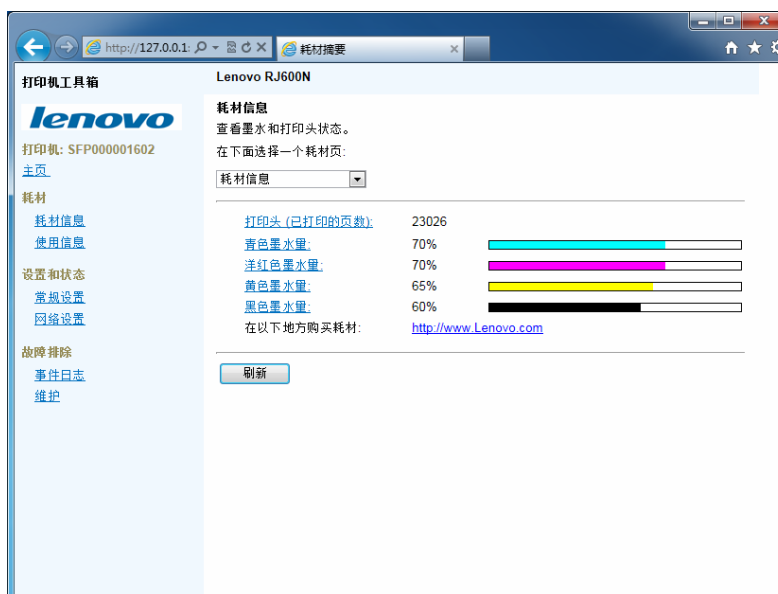 http://127.0.0.1:
耗材摘要
打印机工具箱
lenovo
打印机: SFP000001602
主页
耗材
耗材信息
使用信息
设置和状态
常规设置
网络设置
故障排除
事件日志
维护
Lenovo RJ600N
耗材信息
查看墨水和打印头状态。
在下面选择一个耗材页:
耗材信息
打印头 (已打印的页数): 23026
青色墨水量: 70%
洋红色墨水量: 70%
黄色墨水量: 65%
黑色墨水量: 60%
在以下地方购买耗材: http://www.Lenovo.com
刷新